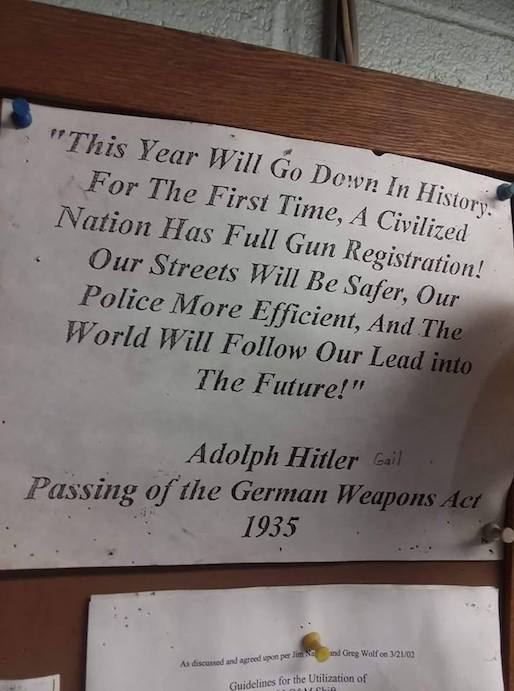 "This Year Will Go Down In History.
For The First Time, A Civilized
Nation Has Full Gun Registration!
Our Streets Will Be Safer, Our
Police More Efficient, And The
World Will Follow Our Lead into
The Future!"
Adolph Hitler Gail
Passing of the German Weapons Act
1935
As discussed and agreed upon per Jim and Greg Wolf on 3/21/02
Guidelines for the Utilization of